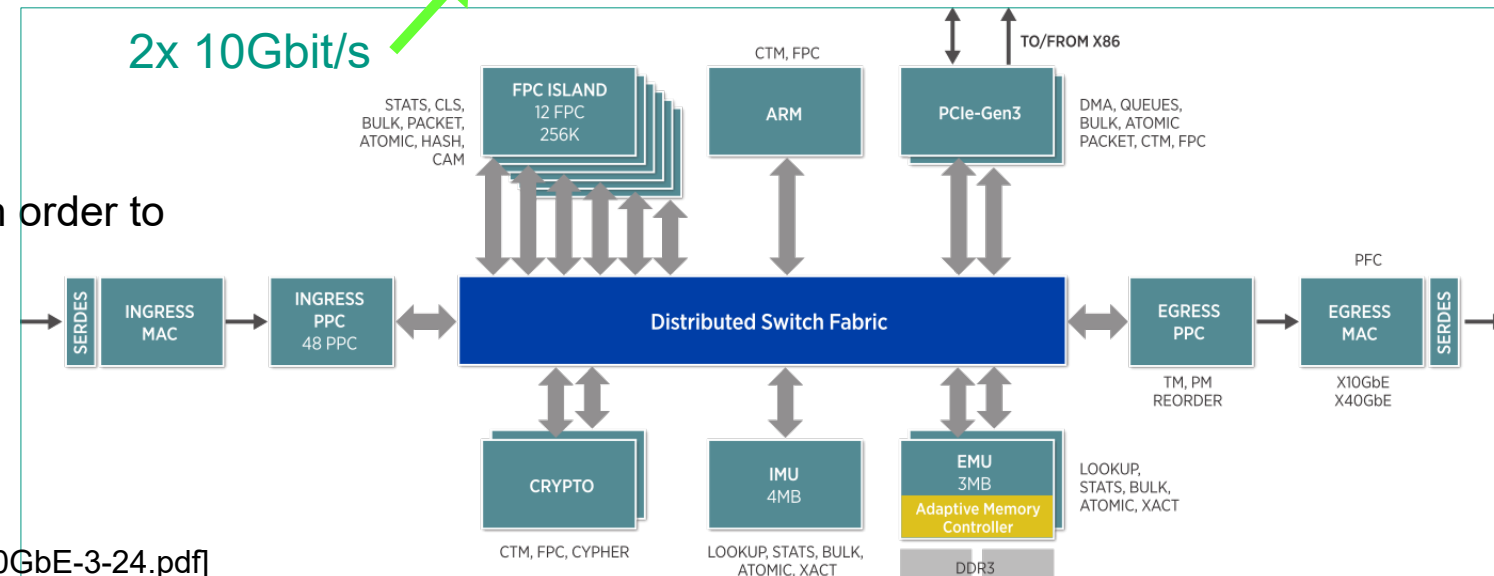 2x 10Gbit/s
TO/FROM X86
CTM, FPC
FPC ISLAND
12 FPC
256K
STATS, CLS,
BULK, PACKET,
ATOMIC, HASH,
CAM
ARM
PCIe-Gen3
DMA, QUEUES,
BULK, ATOMIC
PACKET, CTM, FPC
order to
PFC
SERDES
INGRESS
MAC
INGRESS
PPC
48 PPC
Distributed Switch Fabric
EGRESS
PPC
EGRESS
MAC
SERDES
TM, PM
REORDER
X10GbE
X40GbE
CRYPTO
IMU
4MB
EMU
3MB
Adaptive Memory
Controller
LOOKUP,
STATS, BULK,
ATOMIC, XACT
CTM, FPC, CYPHER
LOOKUP, STATS, BULK,
ATOMIC, XACT
DDR3
0GbE-3-24.pdf]